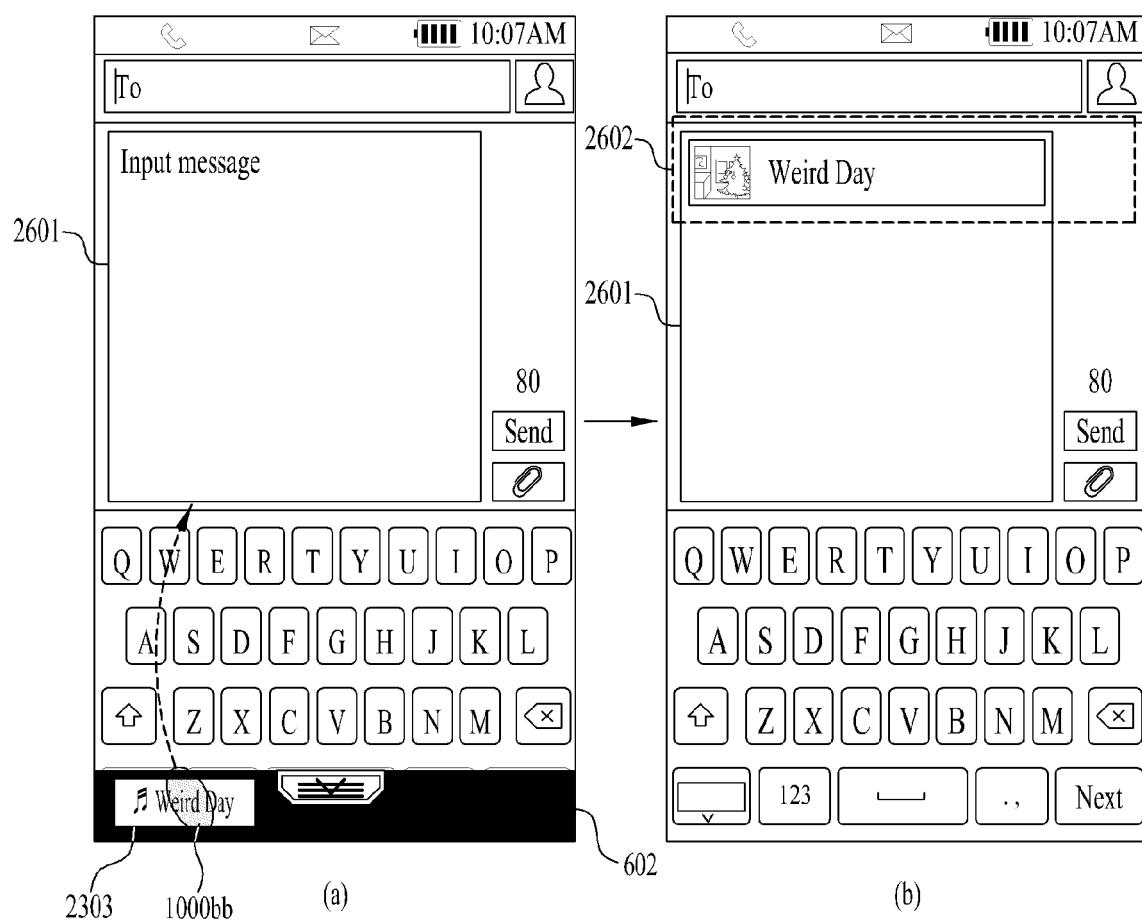 10:07AM
To
Input message
2601
80
Send
Q W E R T Y U I O P
A S D F G H J K L
Z X C V B N M
Weird Day
2303
1000bb
602
(a)
10:07AM
To
2602
Weird Day
2601
80
Send
Q W E R T Y U I O P
A S D F G H J K L
Z X C V B N M
123
. ,
Next
(b)